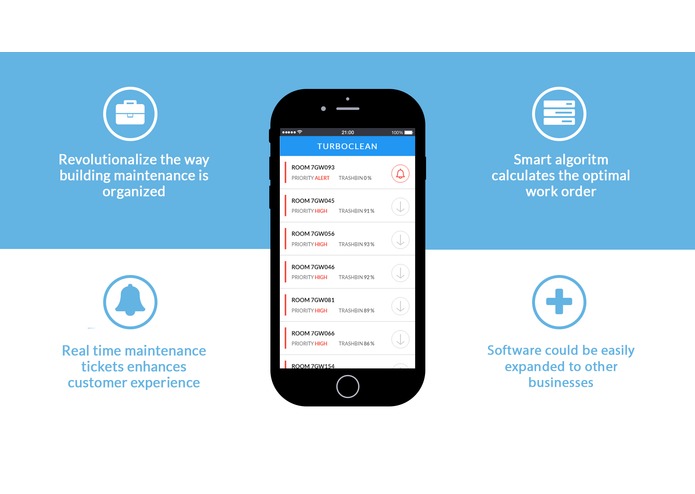 Revolutionalize the way
building maintenance is
organized
Real time maintenance
tickets enhances
customer experience
21:00
100%
TURBOCLEAN
ROOM 7GW093
PRIORITY ALERT TRASHBIN 0%
ROOM 7GW045
PRIORITY HIGH TRASHBIN 91%
ROOM 7GW056
PRIORITY HIGH TRASHBIN 93%
ROOM 7GW046
PRIORITY HIGH TRASHBIN 92%
ROOM 7GW081
PRIORITY HIGH TRASHBIN 89%
ROOM 7GW066
PRIORITY HIGH TRASHBIN 86%
ROOM 7GW154
Smart algoritm
calculates the optimal
work order
Software could be easily
expanded to other
businesses